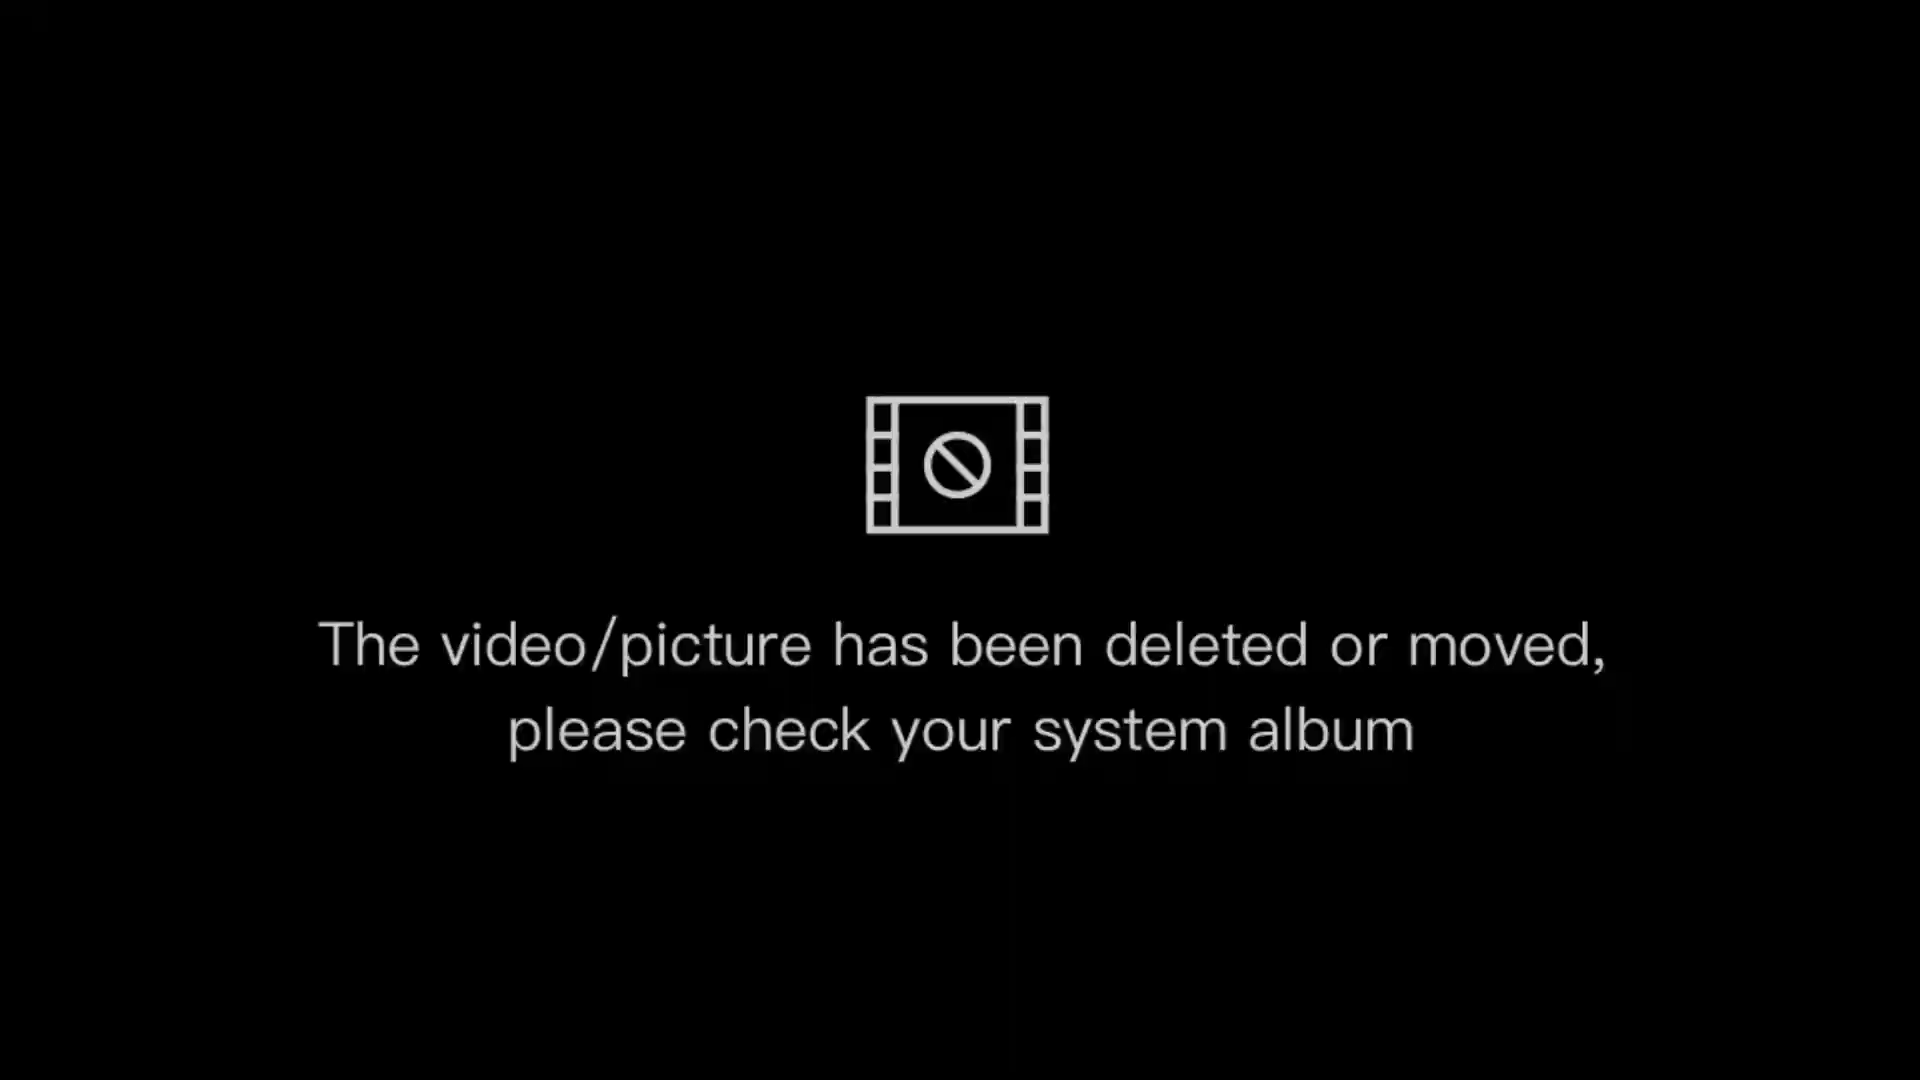 The video/picture has been deleted or moved,
please check your system album